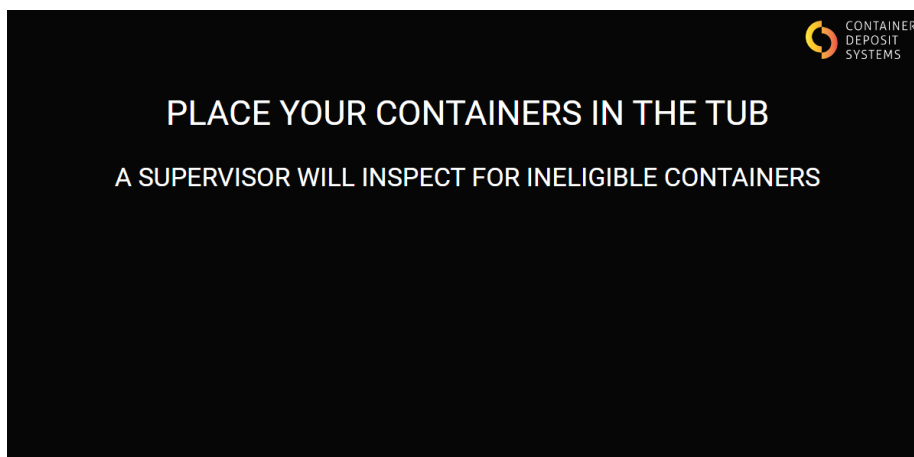 CONTAINER
DEPOSIT
SYSTEMS
PLACE YOUR CONTAINERS IN THE TUB
A SUPERVISOR WILL INSPECT FOR INELIGIBLE CONTAINERS